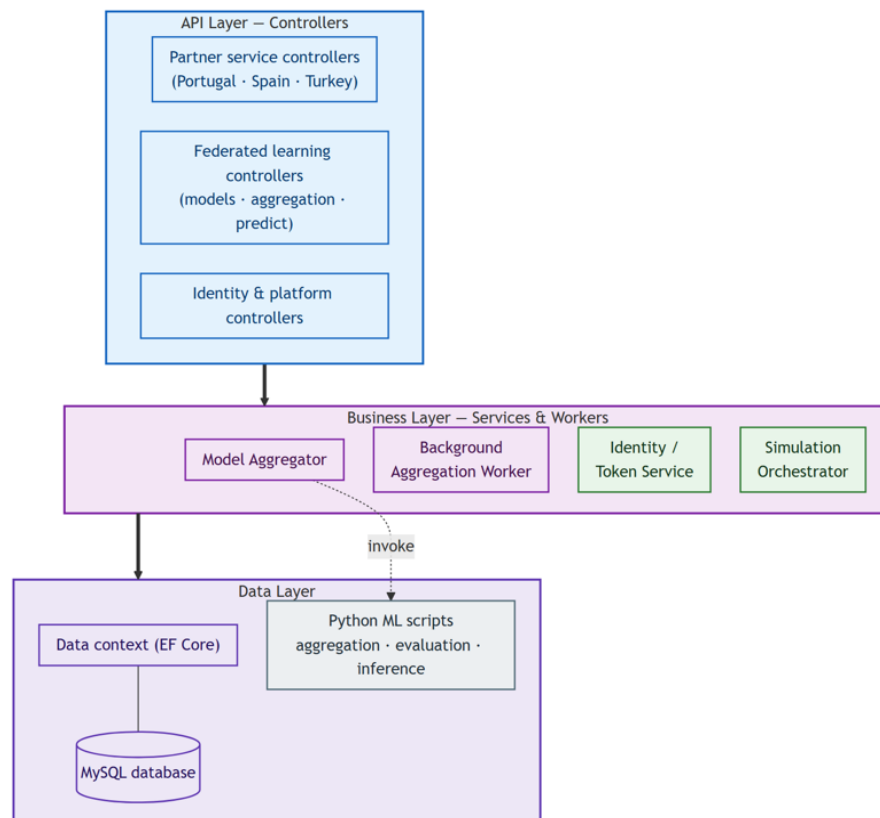 API Layer — Controllers
Partner service controllers
(Portugal · Spain · Turkey)
Federated learning
controllers
(models · aggregation ·
predict)
Identity & platform
controllers
Business Layer — Services & Workers
Model Aggregator
Background
Aggregation Worker
Identity /
Token Service
Simulation
Orchestrator
invoke
Data Layer
Data context (EF Core)
Python ML scripts
aggregation · evaluation ·
inference
MySQL database